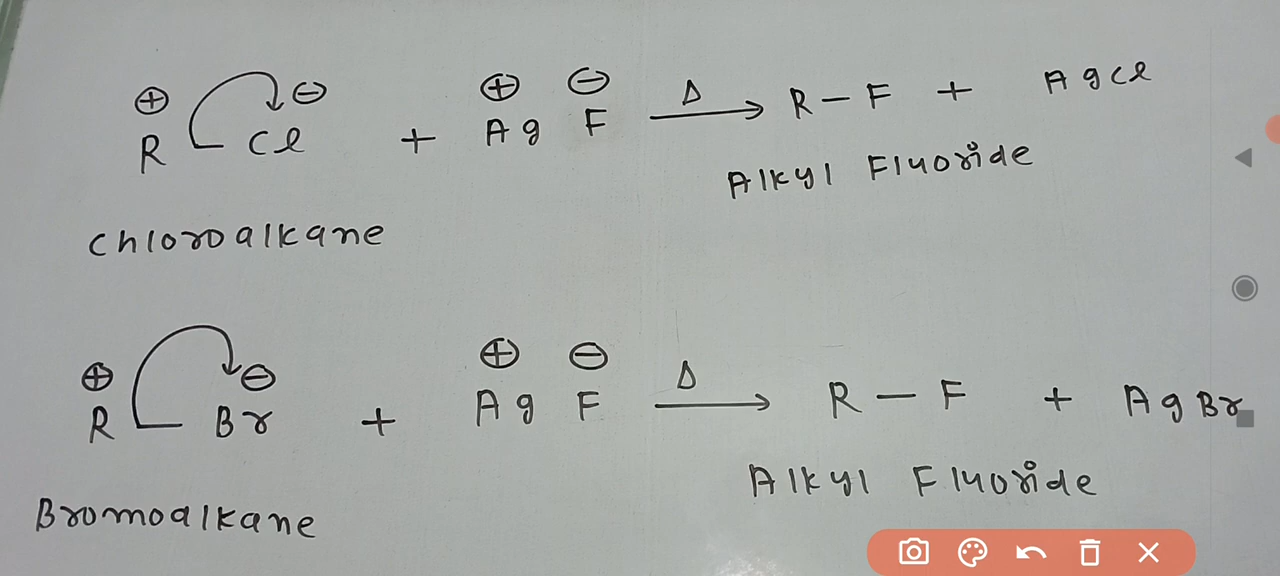 ⊕ ⊖ ⊕ ⊖
R — Cl + Ag F —Δ→ R — F + AgCl
Alkyl Fluoride
Chloroalkane
⊕ ⊖ ⊕ ⊖
R — Br + Ag F —Δ→ R — F + AgBr
Alkyl Fluoride
Bromoalkane